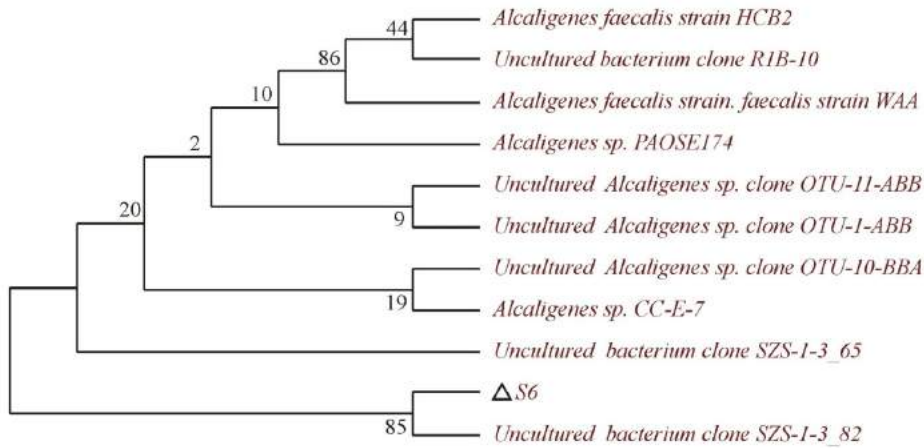 Alcaligenes faecalis strain HCB2
44
Uncultured bacterium clone R1B-10
86
Alcaligenes faecalis strain. faecalis strain WAA
10
Alcaligenes sp. PAOSE174
2
Uncultured Alcaligenes sp. clone OTU-11-ABB
9
Uncultured Alcaligenes sp. clone OTU-1-ABB
20
Uncultured Alcaligenes sp. clone OTU-10-BBA
19
Alcaligenes sp. CC-E-7
Uncultured bacterium clone SZS-1-3_65
△ S6
85
Uncultured bacterium clone SZS-1-3_82